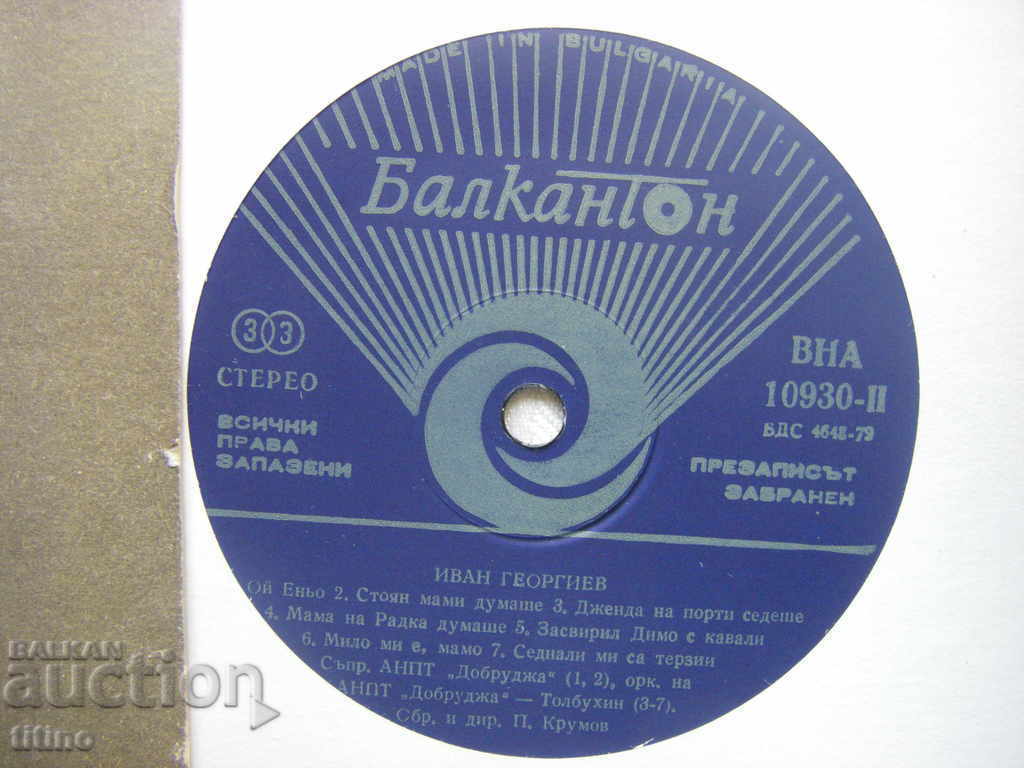 MADE IN BULGARIA
Балкантон
33
СТЕРЕО
ВСИЧКИ
ПРАВА
ЗАПАЗЕНИ
ВНА
10930-II
БДС 4648-79
ПРЕЗАПИСЪТ
ЗАБРАНЕН
ИВАН ГЕОРГИЕВ
Ой Еньо 2. Стоян мами думаше 3. Дженда на порти седеше
4. Мама на Радка думаше 5. Засвирил Димо с кавали
6. Мило ми е, мамо 7. Седнали ми са терзии
Съпр. АНПТ „Добруджа“ (1, 2), орк. на
АНПТ „Добруджа“ — Толбухин (3-7).
Сбр. и дир. П. Крумов
BALKAN
auction
titino